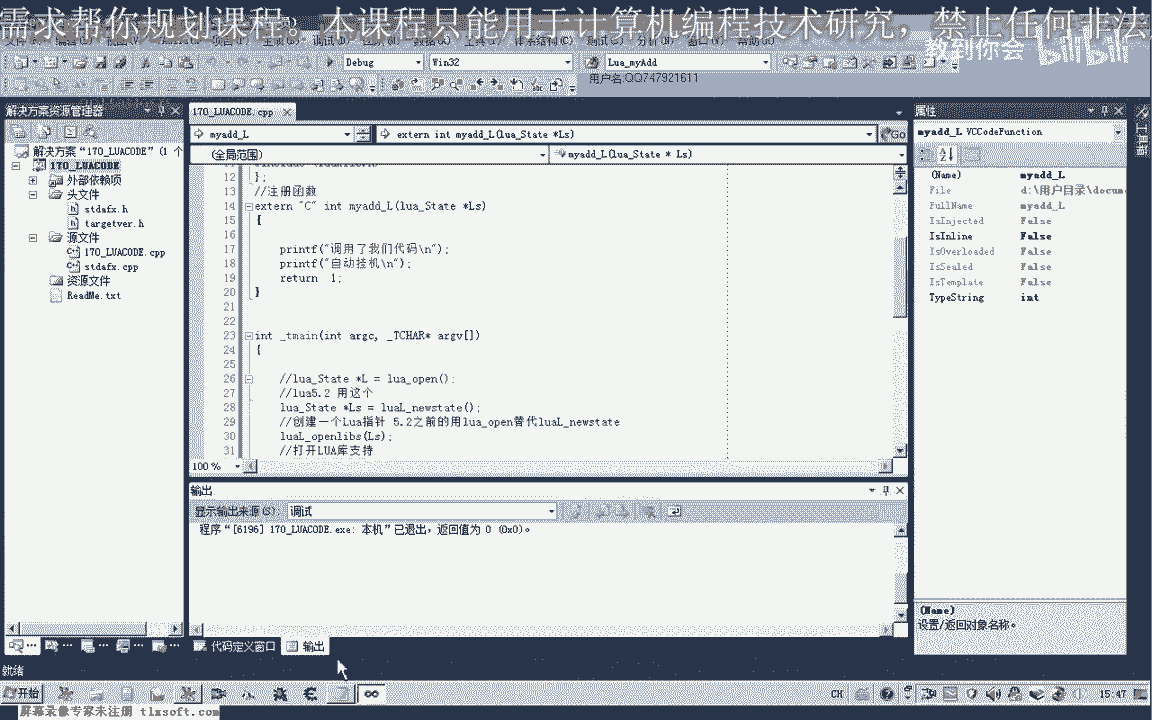 需求帮你规划课程。本课程只能用于计算机编程技术研究，禁止任何非法
教到你会 bilibili
Debug Win32 Lua_myAdd
用户名:QQ747921611
解决方案资源管理器
170_LUACODE.cpp
属性
myadd_L extern int myadd_L(lua_State *Ls) Go
(全局范围) myadd_L(lua_State * Ls)
myadd_L VCCodeFunction
解决方案"170_LUACODE"(1 个
170_LUACODE
外部依赖项
头文件
stdafx.h
targetver.h
源文件
170_LUACODE.cpp
stdafx.cpp
资源文件
ReadMe.txt
12 };
13 //注册函数
14 extern "C" int myadd_L(lua_State *Ls)
15 {
16
17 printf("调用了我们代码\n");
18 printf("自动挂机\n");
19 return 1;
20 }
21
22
23 int _tmain(int argc, _TCHAR* argv[])
24 {
25
26 //lua_State *L = lua_open();
27 //lua5.2 用这个
28 lua_State *Ls = luaL_newstate();
29 //创建一个Lua指针 5.2之前的用lua_open替代luaL_newstate
30 luaL_openlibs(Ls);
31 //打开LUA库支持
100 %
(Name) myadd_L
File d:\用户目录\docum
FullName myadd_L
IsInjected False
IsInline False
IsOverloaded False
IsSealed False
IsTemplate False
TypeString int
输出
显示输出来源(S): 调试
程序"[6196] 170_LUACODE.exe: 本机"已退出，返回值为 0 (0x0)。
(Name)
设置/返回对象名称。
代码定义窗口 输出
就绪
开始 CH 15:47
屏幕录像专家未注册 tlxsoft.com